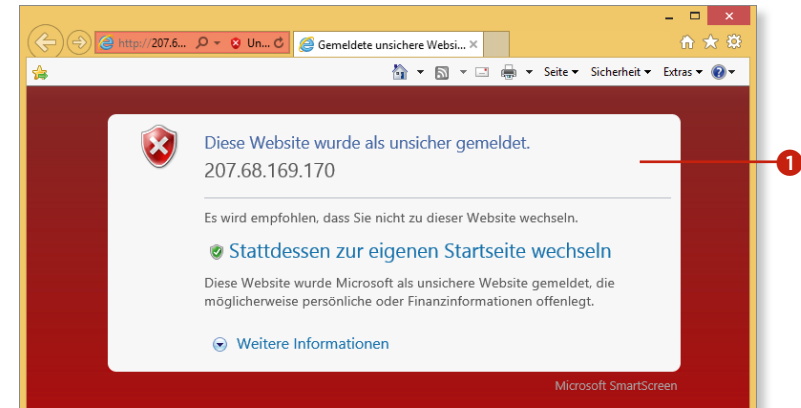 http://207.6... Un... Gemeldete unsichere Websi...
Seite Sicherheit Extras
Diese Website wurde als unsicher gemeldet.
207.68.169.170
1
Es wird empfohlen, dass Sie nicht zu dieser Website wechseln.
Stattdessen zur eigenen Startseite wechseln
Diese Website wurde Microsoft als unsichere Website gemeldet, die
möglicherweise persönliche oder Finanzinformationen offenlegt.
Weitere Informationen
Microsoft SmartScreen